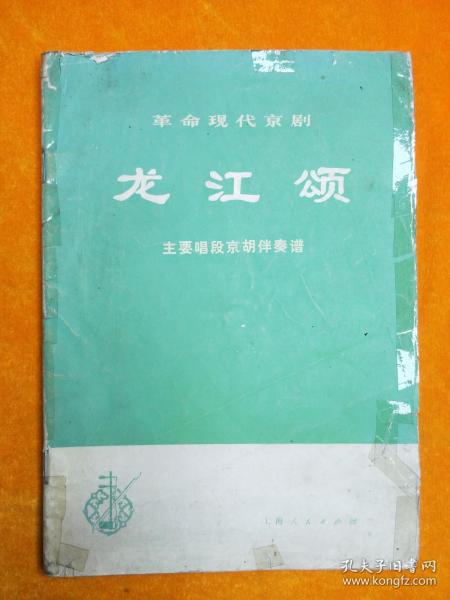 革命现代京剧
龙江颂
主要唱段京胡伴奏谱
上海人民出版社
孔夫子旧书网
www.kongfz.com